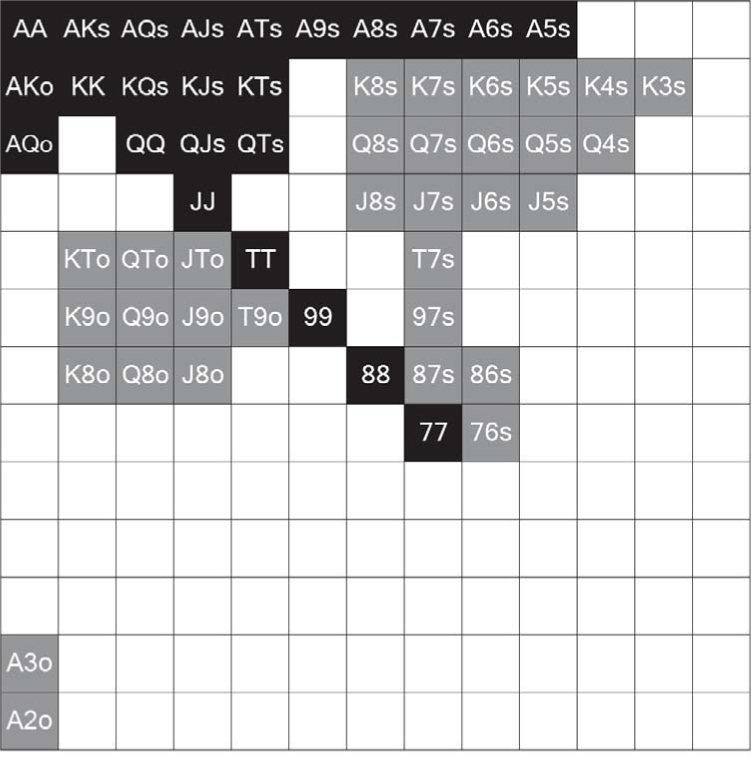 AA AKs AQs AJs ATs A9s A8s A7s A6s A5s
AKo KK KQs KJs KTs K8s K7s K6s K5s K4s K3s
AQo QQ QJs QTs Q8s Q7s Q6s Q5s Q4s
JJ J8s J7s J6s J5s
KTo QTo JTo TT T7s
K9o Q9o J9o T9o 99 97s
K8o Q8o J8o 88 87s 86s
77 76s
A3o
A2o